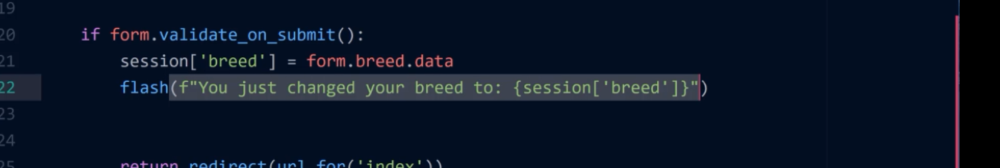 19
20 if form.validate_on_submit():
21 session['breed'] = form.breed.data
22 flash(f"You just changed your breed to: {session['breed']}")
23
24
25 return redirect(url_for('index'))